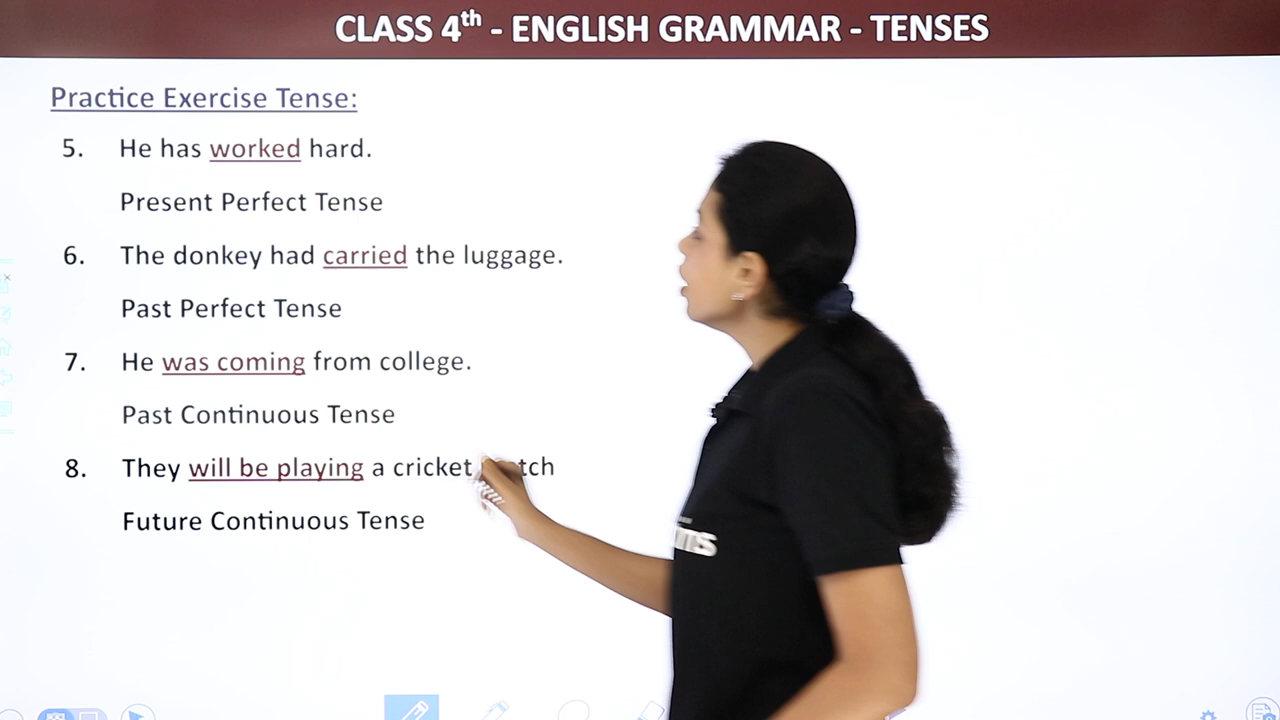 CLASS 4th - ENGLISH GRAMMAR - TENSES
Practice Exercise Tense:
5. He has worked hard.
Present Perfect Tense
6. The donkey had carried the luggage.
Past Perfect Tense
7. He was coming from college.
Past Continuous Tense
8. They will be playing a cricket
Future Continuous Tense